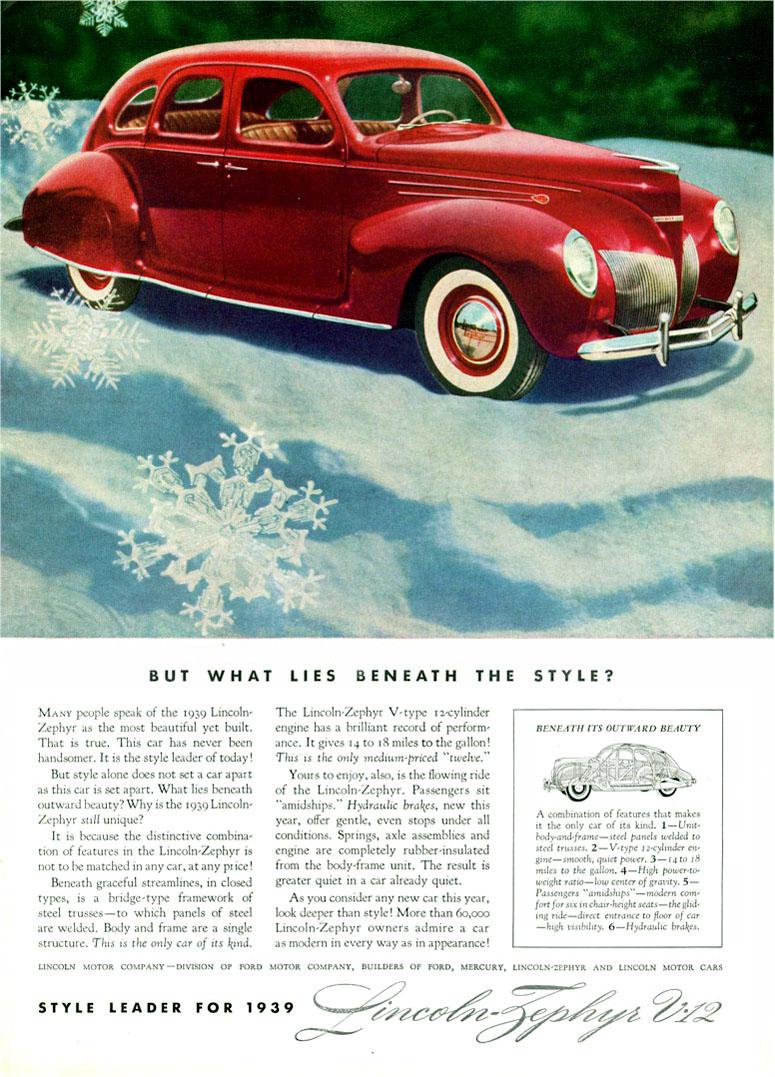 BUT WHAT LIES BENEATH THE STYLE?
MANY people speak of the 1939 Lincoln-
Zephyr as the most beautiful yet built.
That is true. This car has never been
handsomer. It is the style leader of today!
But style alone does not set a car apart
as this car is set apart. What lies beneath
outward beauty? Why is the 1939 Lincoln-
Zephyr still unique?
It is because the distinctive combina-
tion of features in the Lincoln-Zephyr is
not to be matched in any car, at any price!
Beneath graceful streamlines, in closed
types, is a bridge-type framework of
steel trusses—to which panels of steel
are welded. Body and frame are a single
structure. This is the only car of its kind.
The Lincoln-Zephyr V-type 12-cylinder
engine has a brilliant record of perform-
ance. It gives 14 to 18 miles to the gallon!
This is the only medium-priced "twelve."
Yours to enjoy, also, is the flowing ride
of the Lincoln-Zephyr. Passengers sit
"amidships." Hydraulic brakes, new this
year, offer gentle, even stops under all
conditions. Springs, axle assemblies and
engine are completely rubber-insulated
from the body-frame unit. The result is
greater quiet in a car already quiet.
As you consider any new car this year,
look deeper than style! More than 60,000
Lincoln-Zephyr owners admire a car
as modern in every way as in appearance!
BENEATH ITS OUTWARD BEAUTY
A combination of features that makes
it the only car of its kind. 1—Unit-
body-and-frame—steel panels welded to
steel trusses. 2—V-type 12-cylinder en-
gine—smooth, quiet power. 3—14 to 18
miles to the gallon. 4—High power-to-
weight ratio—low center of gravity. 5—
Passengers "amidships"—modern com-
fort for six in chair-height seats—the glid-
ing ride—direct entrance to floor of car
—high visibility. 6—Hydraulic brakes.
LINCOLN MOTOR COMPANY—DIVISION OF FORD MOTOR COMPANY, BUILDERS OF FORD, MERCURY, LINCOLN-ZEPHYR AND LINCOLN MOTOR CARS
STYLE LEADER FOR 1939 Lincoln-Zephyr V·12